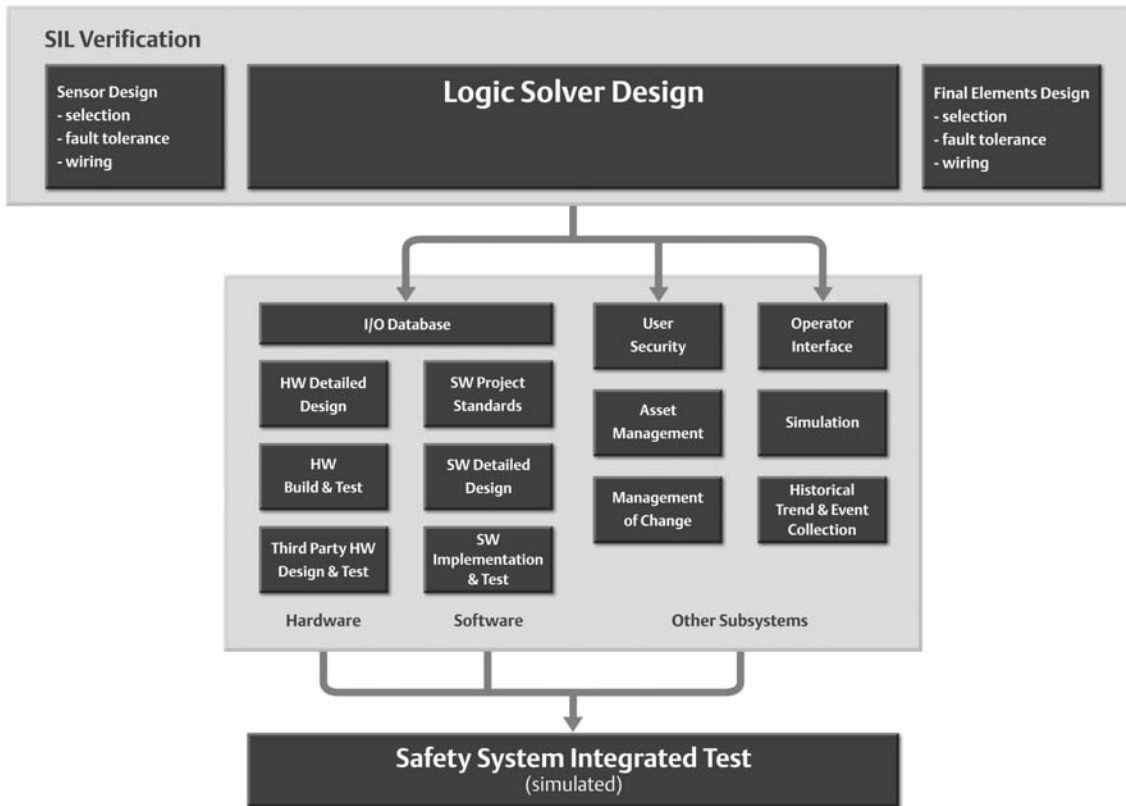 SIL Verification
Sensor Design
- selection
- fault tolerance
- wiring
Logic Solver Design
Final Elements Design
- selection
- fault tolerance
- wiring
I/O Database
HW Detailed
Design
HW
Build & Test
Third Party HW
Design & Test
Hardware
SW Project
Standards
SW Detailed
Design
SW
Implementation
& Test
Software
User
Security
Asset
Management
Management
of Change
Operator
Interface
Simulation
Historical
Trend & Event
Collection
Other Subsystems
Safety System Integrated Test
(simulated)